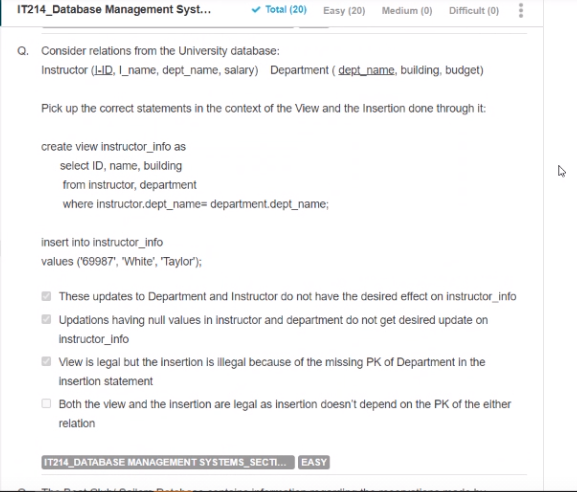 IT214_Database Management Syst... Total (20) Easy (20) Medium (0) Difficult (0)
Q. Consider relations from the University database:
Instructor (I-ID, I_name, dept_name, salary) Department ( dept_name, building, budget)
Pick up the correct statements in the context of the View and the Insertion done through it:
create view instructor_info as
select ID, name, building
from instructor, department
where instructor.dept_name= department.dept_name;
insert into instructor_info
values ('69987', 'White', 'Taylor');
These updates to Department and Instructor do not have the desired effect on instructor_info
Updations having null values in instructor and department do not get desired update on
instructor_info
View is legal but the insertion is illegal because of the missing PK of Department in the
insertion statement
Both the view and the insertion are legal as insertion doesn't depend on the PK of the either
relation
IT214_DATABASE MANAGEMENT SYSTEMS_SECTI... EASY